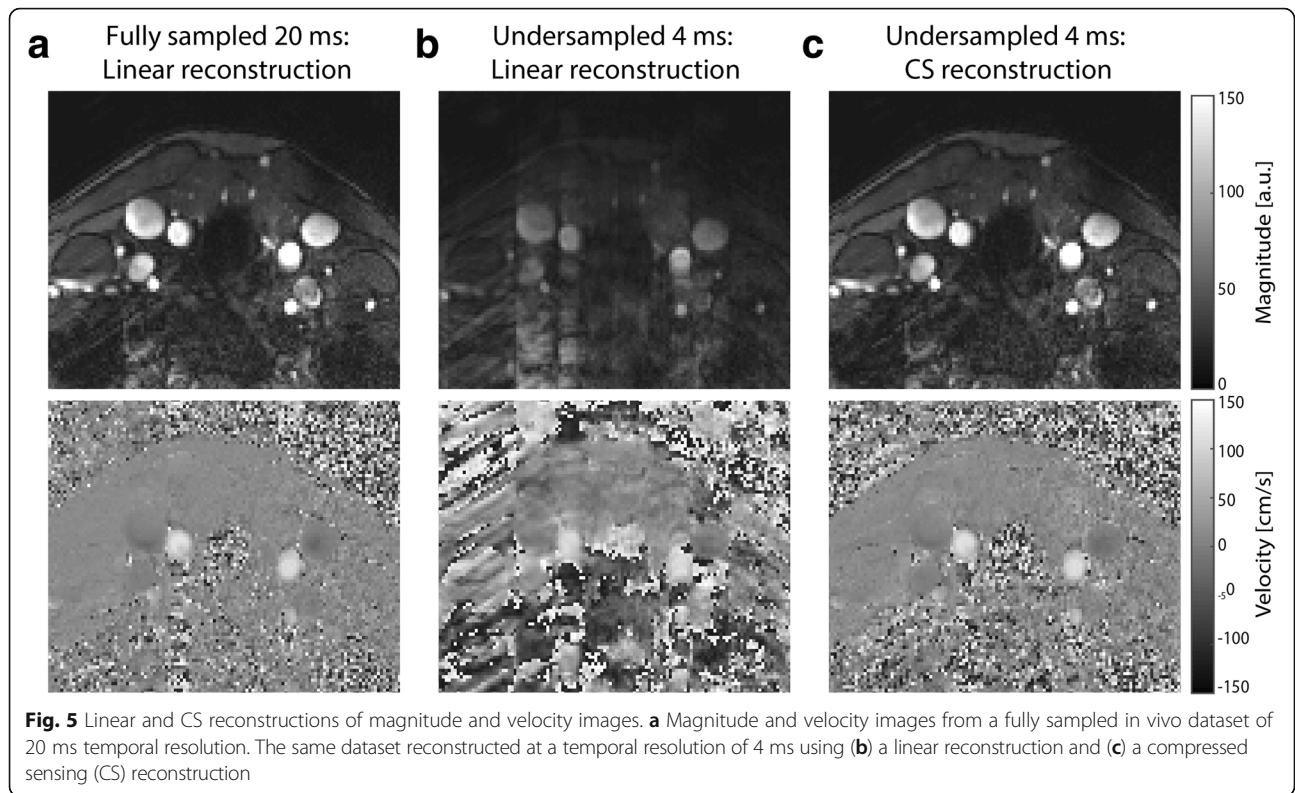 a
Fully sampled 20 ms:
Linear reconstruction
b
Undersampled 4 ms:
Linear reconstruction
c
Undersampled 4 ms:
CS reconstruction
150
100
50
0
Magnitude [a.u.]
150
100
50
0
-50
-100
-150
Velocity [cm/s]
Fig. 5 Linear and CS reconstructions of magnitude and velocity images. a Magnitude and velocity images from a fully sampled in vivo dataset of
20 ms temporal resolution. The same dataset reconstructed at a temporal resolution of 4 ms using (b) a linear reconstruction and (c) a compressed
sensing (CS) reconstruction